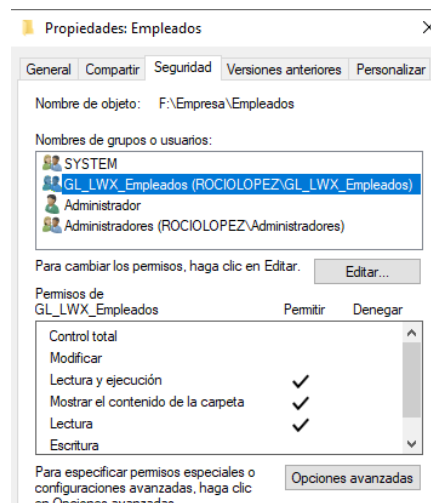 Propiedades: Empleados
General Compartir Seguridad Versiones anteriores Personalizar
Nombre de objeto: F:\Empresa\Empleados
Nombres de grupos o usuarios:
SYSTEM
GL_LWX_Empleados (ROCIOLOPEZ\GL_LWX_Empleados)
Administrador
Administradores (ROCIOLOPEZ\Administradores)
Para cambiar los permisos, haga clic en Editar. Editar...
Permisos de
GL_LWX_Empleados Permitir Denegar
Control total
Modificar
Lectura y ejecución
Mostrar el contenido de la carpeta
Lectura
Escritura
Para especificar permisos especiales o
configuraciones avanzadas, haga clic Opciones avanzadas
en Opciones avanzadas